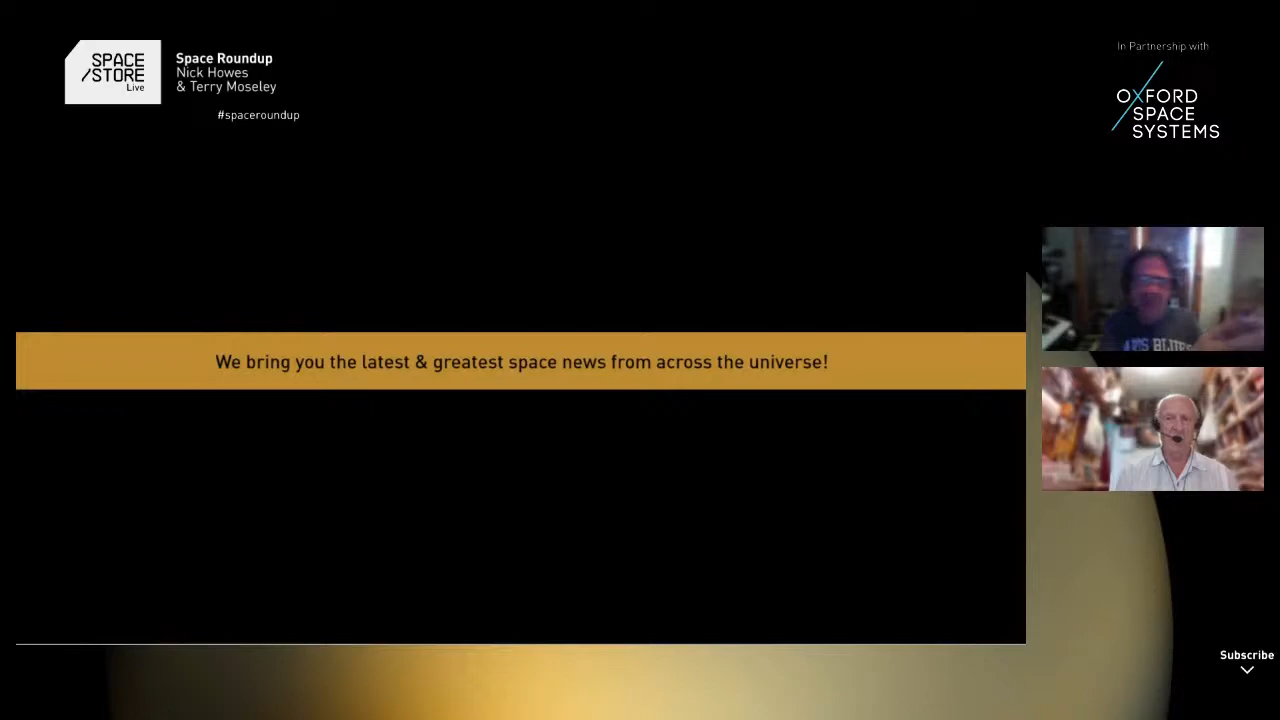 SPACE
/STORE
Live
Space Roundup
Nick Howes
& Terry Moseley
#spaceroundup
In Partnership with
OXFORD
SPACE
SYSTEMS
We bring you the latest & greatest space news from across the universe!
Subscribe